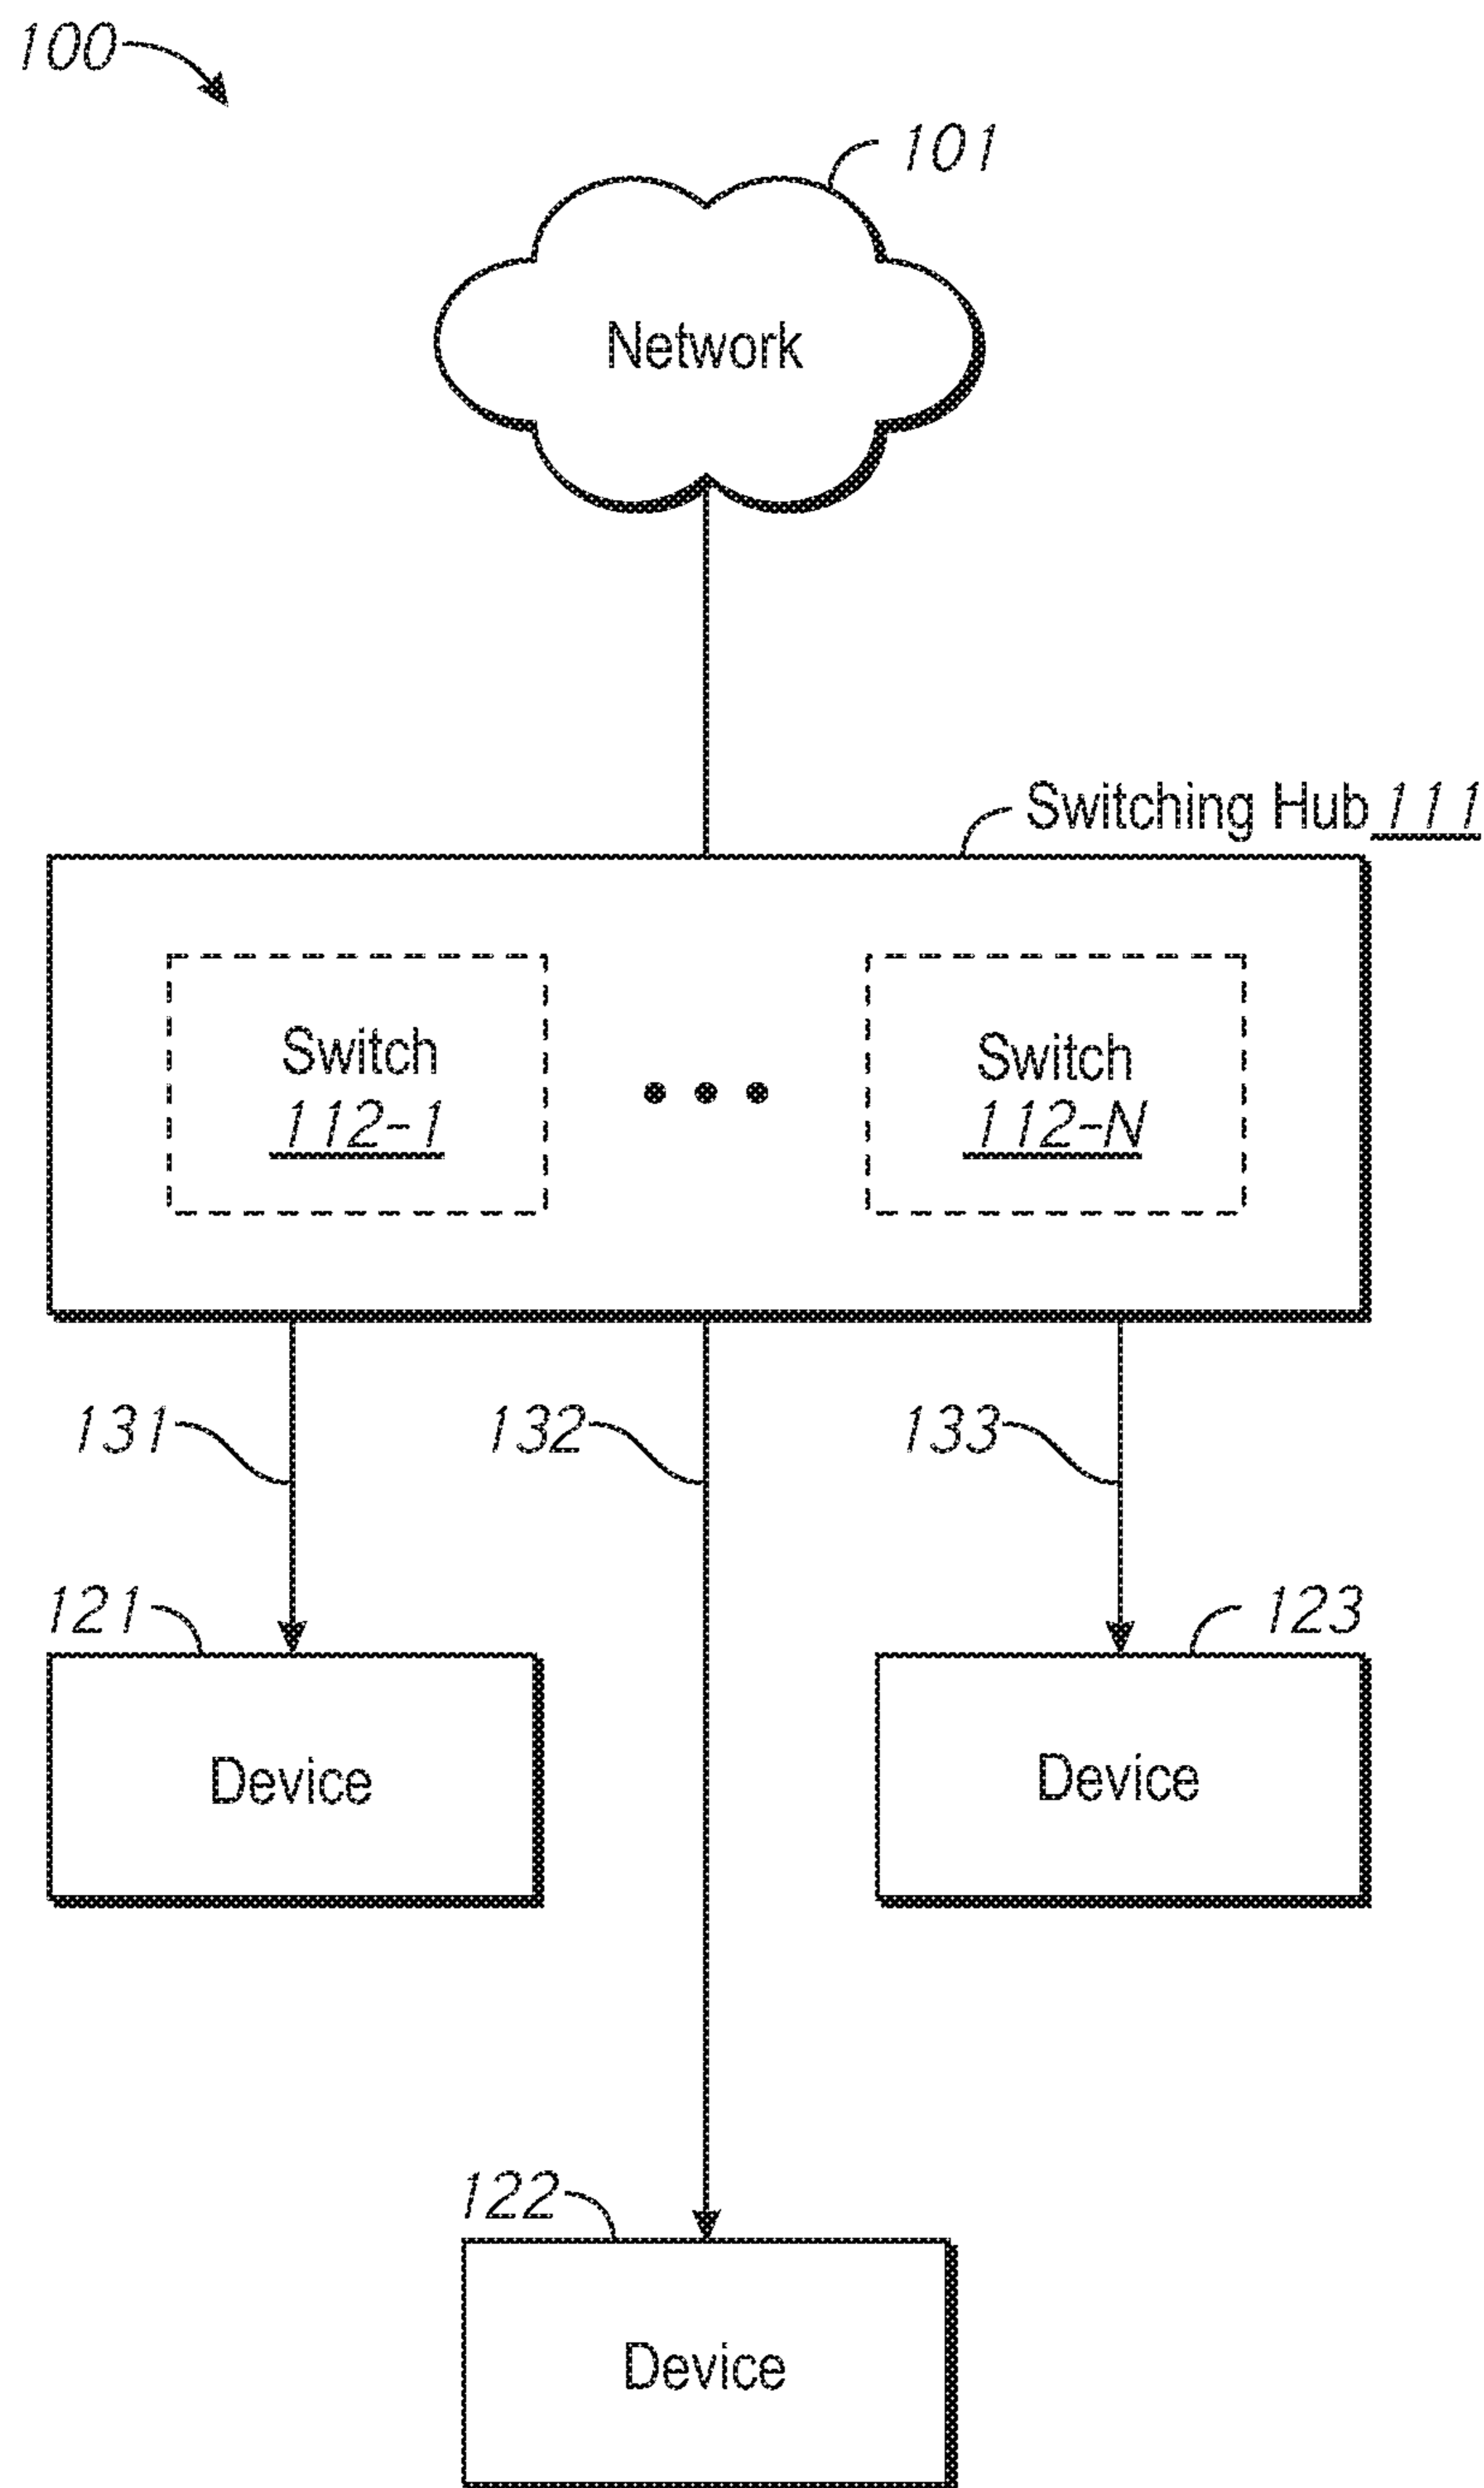 100
101
Network
Switching Hub 111
Switch
112-1
Switch
112-N
131
132
133
121
123
Device
Device
122
Device